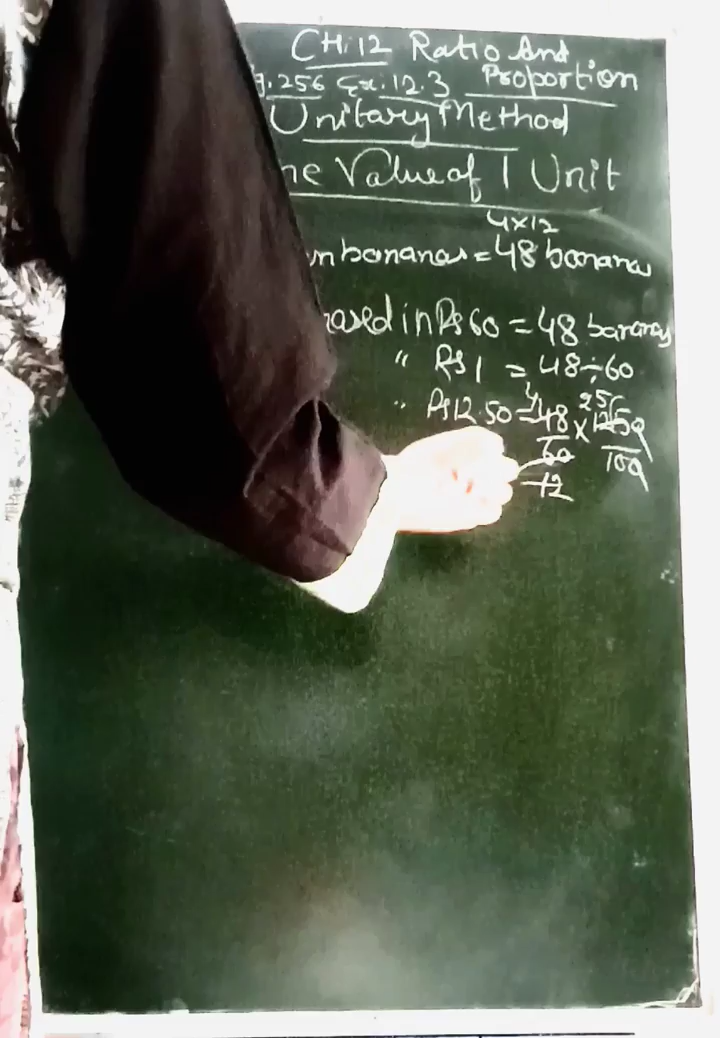 CH:12 Ratio And
g.256 Ex.12.3 Proportion
Unitary Method
he Value of 1 Unit
4×12
n bananas = 48 bananas
ased in Rs 60 = 48 bananas
" Rs 1 = 48÷60
" Rs 12.50 = 48/60 × 1250/100
4
12